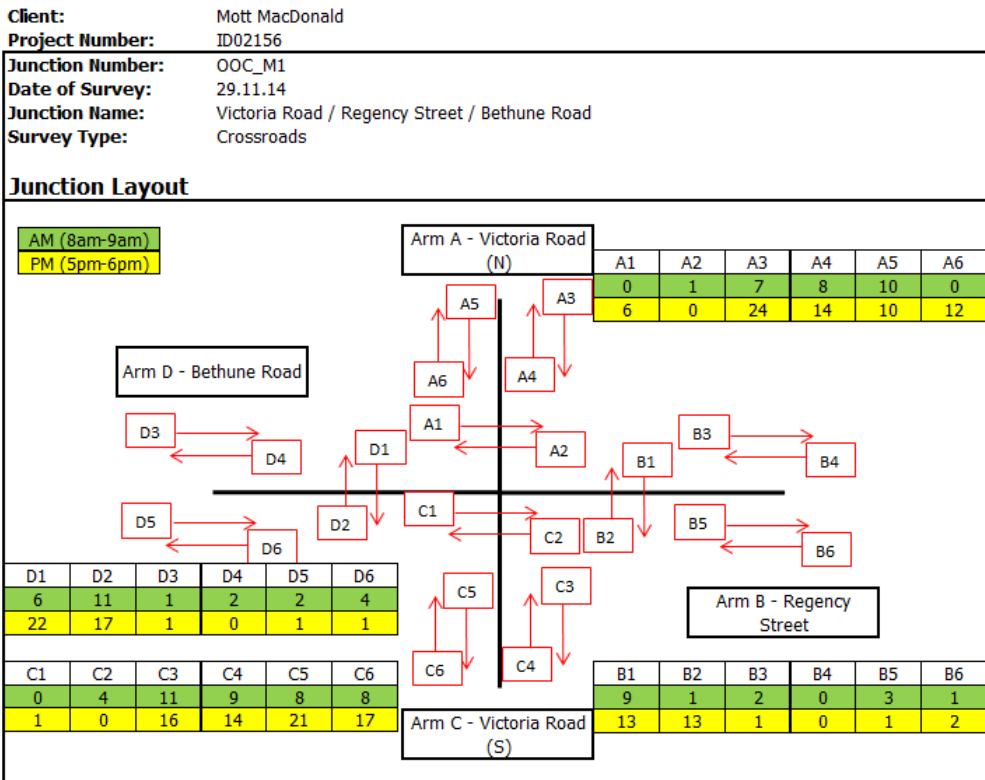 Client: Mott MacDonald
Project Number: ID02156
Junction Number: OOC_M1
Date of Survey: 29.11.14
Junction Name: Victoria Road / Regency Street / Bethune Road
Survey Type: Crossroads
Junction Layout
AM (8am-9am)
PM (5pm-6pm)
Arm A - Victoria Road
(N)
A1 A2 A3 A4 A5 A6
0 1 7 8 10 0
6 0 24 14 10 12
A5 A3
A6 A4
Arm D - Bethune Road
D3 D1 A1 B3
D4 A2 B1 B4
D5 D2 C1 B5
D6 C2 B2 B6
D1 D2 D3 D4 D5 D6
6 11 1 2 2 4
22 17 1 0 1 1
C5 C3
C6 C4
Arm B - Regency
Street
C1 C2 C3 C4 C5 C6
0 4 11 9 8 8
1 0 16 14 21 17
Arm C - Victoria Road
(S)
B1 B2 B3 B4 B5 B6
9 1 2 0 3 1
13 13 1 0 1 2